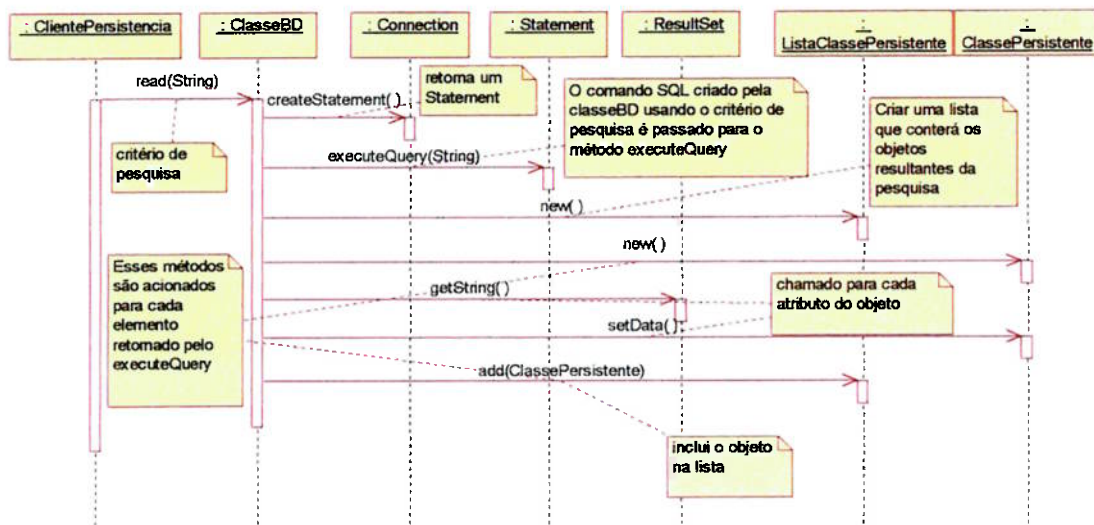 : ClientePersistencia
: ClasseBD
: Connection
: Statement
: ResultSet
:
ListaClassePersistente
:
ClassePersistente
read(String)
createStatement( )
retorna um
Statement
O comando SQL criado pela
classeBD usando o critério de
pesquisa é passado para o
método executeQuery
Criar uma lista
que conterá os
objetos
resultantes da
pesquisa
critério de
pesquisa
executeQuery(String)
new( )
new( )
Esses métodos
são acionados
para cada
elemento
retornado pelo
executeQuery
getString( )
chamado para cada
atributo do objeto
setData( )
add(ClassePersistente)
inclui o objeto
na lista